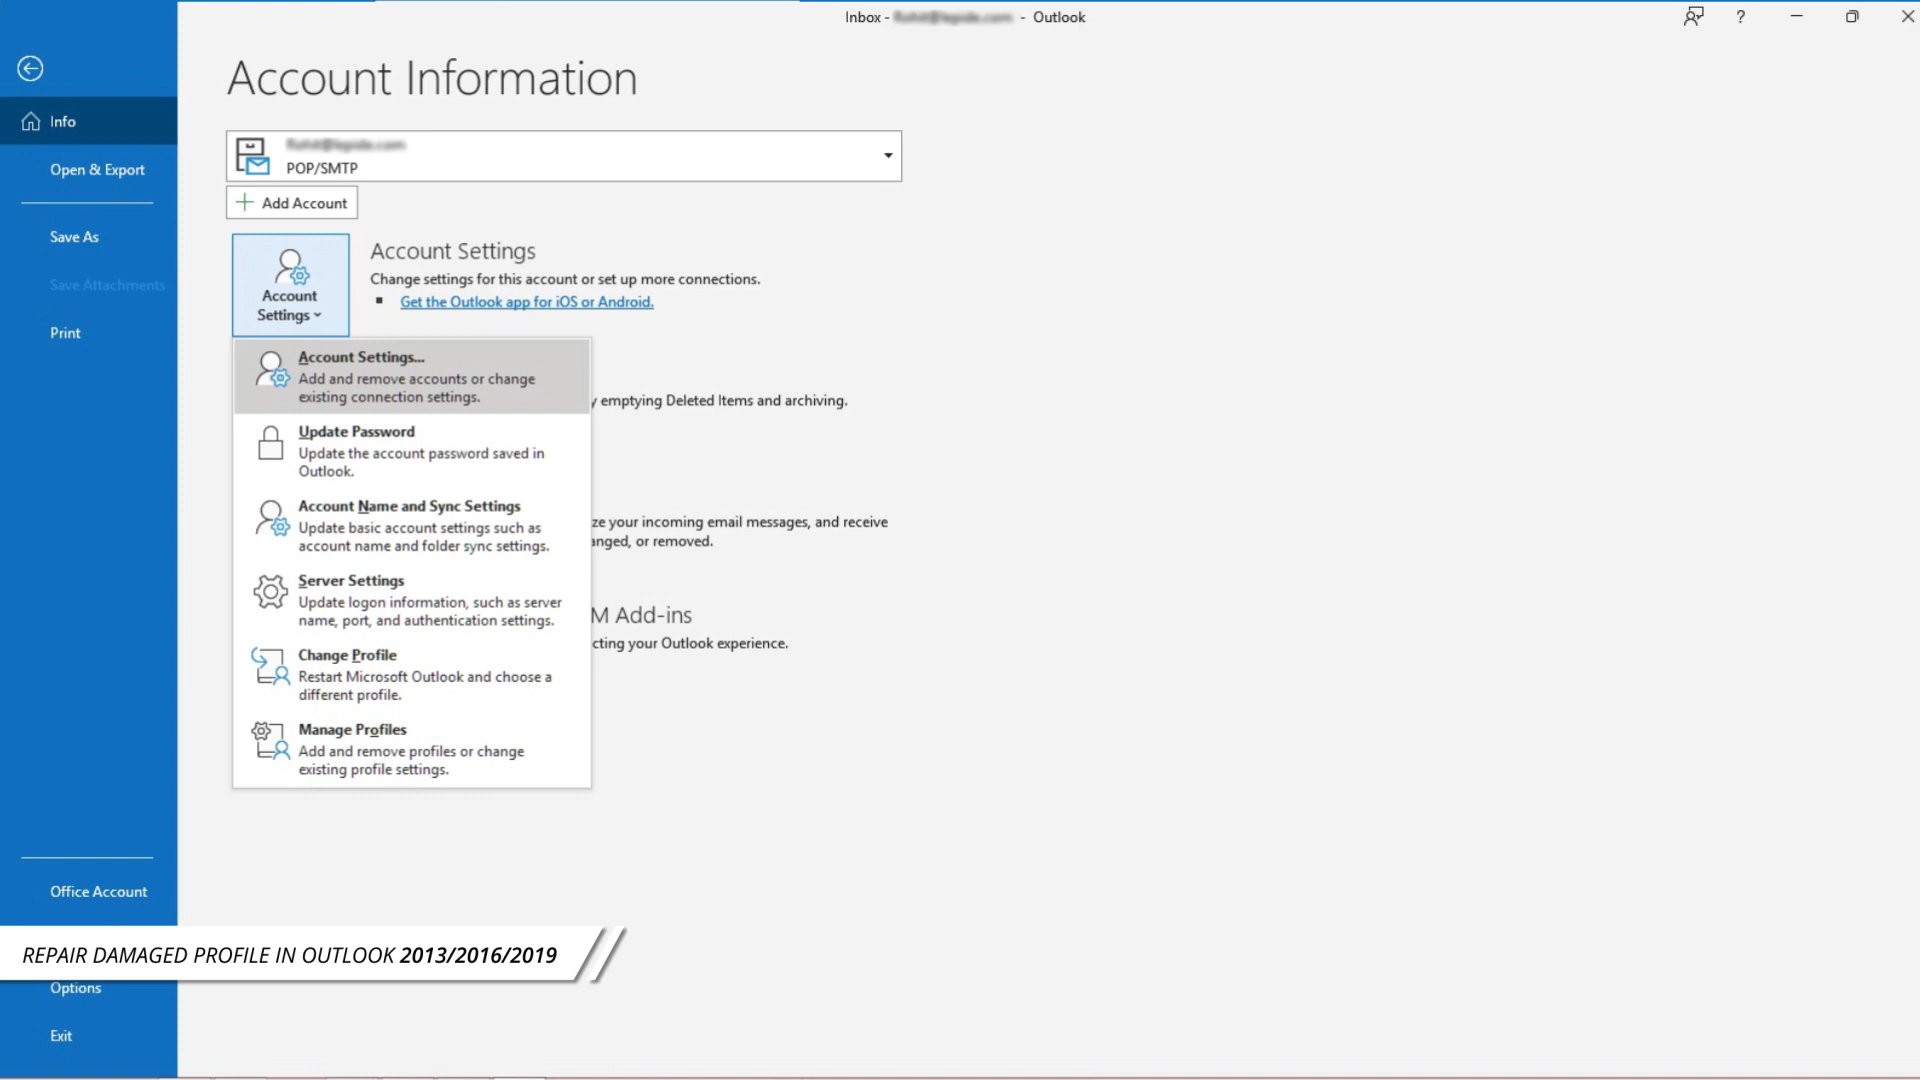 Inbox - - Outlook
?
Account Information
Info
POP/SMTP
Open & Export
Add Account
Save As
Account Settings
Account Settings
Change settings for this account or set up more connections.
Get the Outlook app for iOS or Android.
Save Attachments
Print
Account Settings...
Add and remove accounts or change
existing connection settings.
y emptying Deleted Items and archiving.
Update Password
Update the account password saved in
Outlook.
Account Name and Sync Settings
Update basic account settings such as
account name and folder sync settings.
ze your incoming email messages, and receive
anged, or removed.
Server Settings
Update logon information, such as server
name, port, and authentication settings.
M Add-ins
cting your Outlook experience.
Change Profile
Restart Microsoft Outlook and choose a
different profile.
Manage Profiles
Add and remove profiles or change
existing profile settings.
Office Account
REPAIR DAMAGED PROFILE IN OUTLOOK 2013/2016/2019
Options
Exit